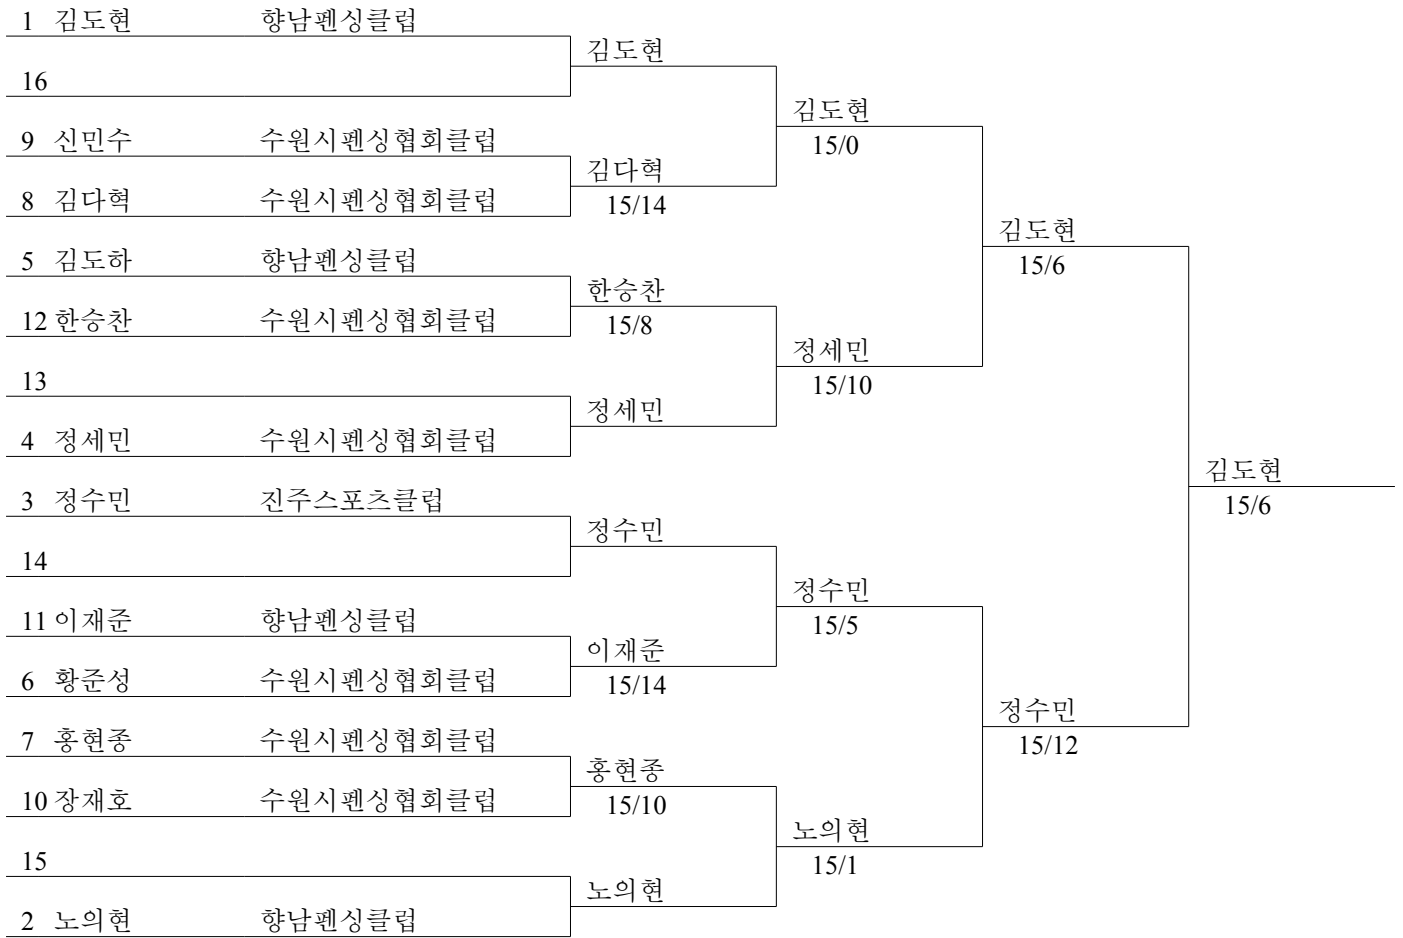 1 김도현 향남펜싱클럽
김도현
16
김도현
15/0
9 신민수 수원시펜싱협회클럽
김다혁
15/14
8 김다혁 수원시펜싱협회클럽
김도현
15/6
5 김도하 향남펜싱클럽
한승찬
15/8
12 한승찬 수원시펜싱협회클럽
정세민
15/10
13
정세민
4 정세민 수원시펜싱협회클럽
김도현
15/6
3 정수민 진주스포츠클럽
정수민
14
정수민
15/5
11 이재준 향남펜싱클럽
이재준
15/14
6 황준성 수원시펜싱협회클럽
정수민
15/12
7 홍현종 수원시펜싱협회클럽
홍현종
15/10
10 장재호 수원시펜싱협회클럽
노의현
15/1
15
노의현
2 노의현 향남펜싱클럽